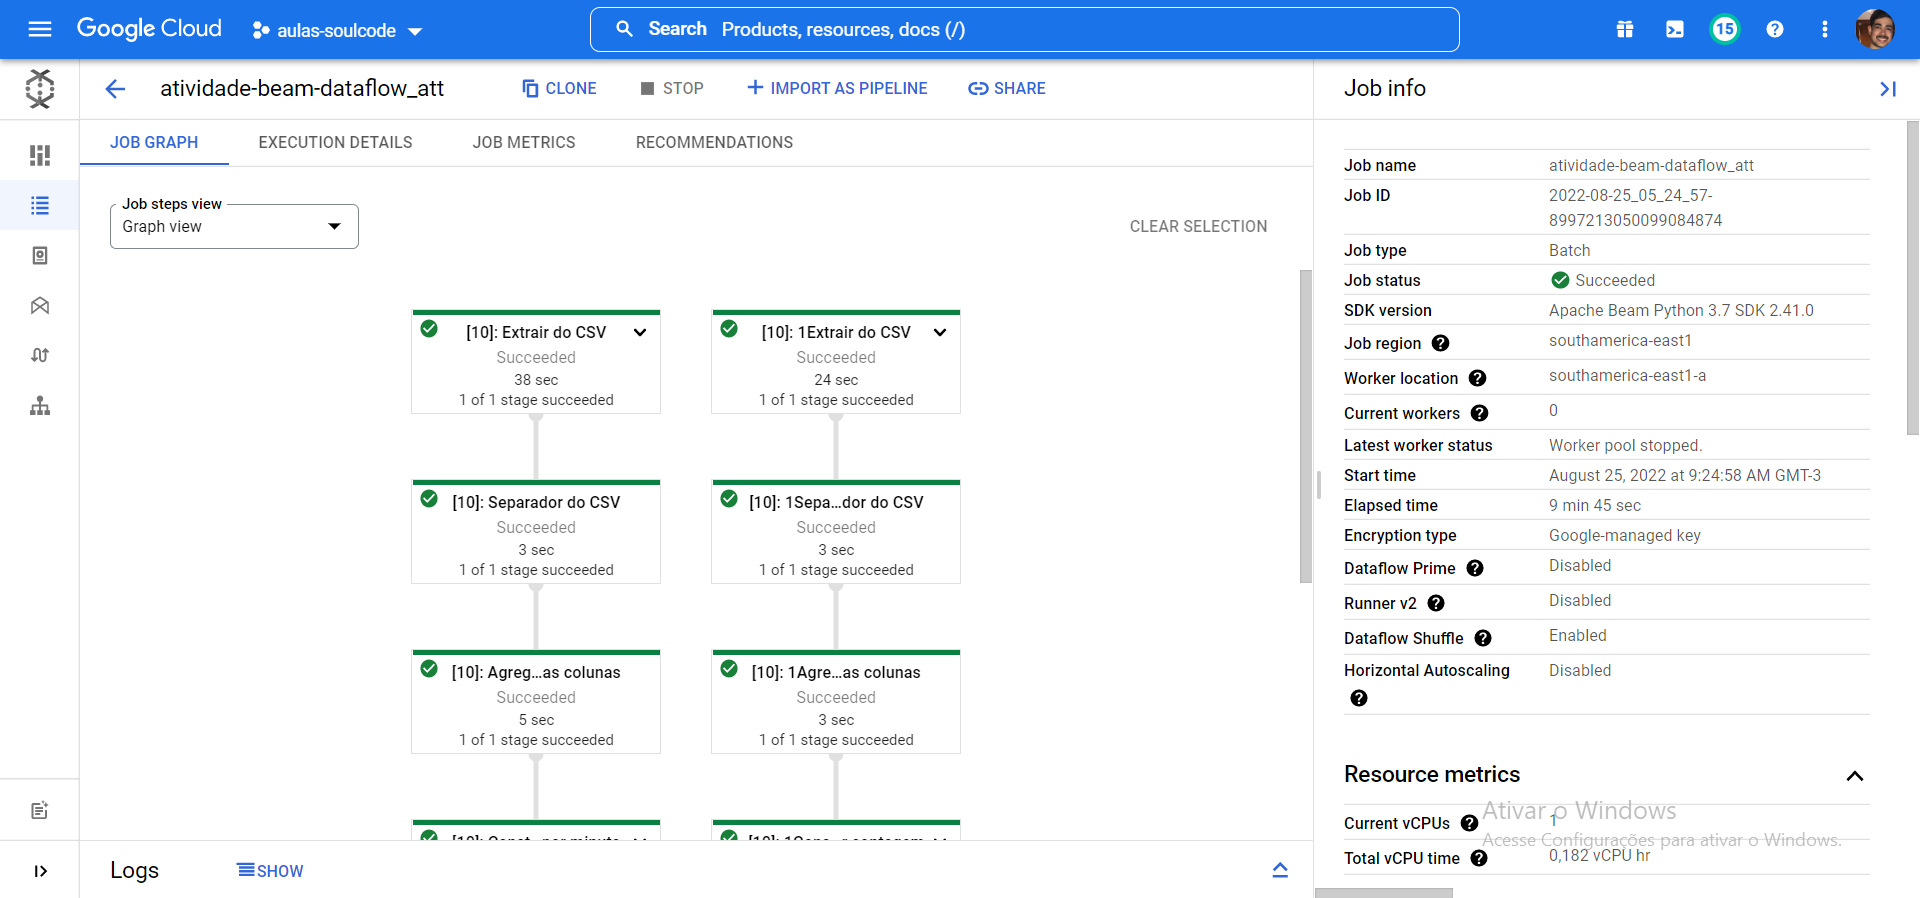 Google Cloud
aulas-soulcode
Search Products, resources, docs (/)
15
atividade-beam-dataflow_att
CLONE
STOP
IMPORT AS PIPELINE
SHARE
JOB GRAPH
EXECUTION DETAILS
JOB METRICS
RECOMMENDATIONS
Job steps view
Graph view
CLEAR SELECTION
[10]: Extrair do CSV
Succeeded
38 sec
1 of 1 stage succeeded
[10]: 1Extrair do CSV
Succeeded
24 sec
1 of 1 stage succeeded
[10]: Separador do CSV
Succeeded
3 sec
1 of 1 stage succeeded
[10]: 1Sepa...dor do CSV
Succeeded
3 sec
1 of 1 stage succeeded
[10]: Agreg...as colunas
Succeeded
5 sec
1 of 1 stage succeeded
[10]: 1Agre...as colunas
Succeeded
3 sec
1 of 1 stage succeeded
Logs
SHOW
Job info
Job name atividade-beam-dataflow_att
Job ID 2022-08-25_05_24_57-
8997213050099084874
Job type Batch
Job status Succeeded
SDK version Apache Beam Python 3.7 SDK 2.41.0
Job region southamerica-east1
Worker location southamerica-east1-a
Current workers 0
Latest worker status Worker pool stopped.
Start time August 25, 2022 at 9:24:58 AM GMT-3
Elapsed time 9 min 45 sec
Encryption type Google-managed key
Dataflow Prime Disabled
Runner v2 Disabled
Dataflow Shuffle Enabled
Horizontal Autoscaling Disabled
Resource metrics
Current vCPUs 1
Total vCPU time 0,182 vCPU hr
Ativar o Windows
Acesse Configurações para ativar o Windows.